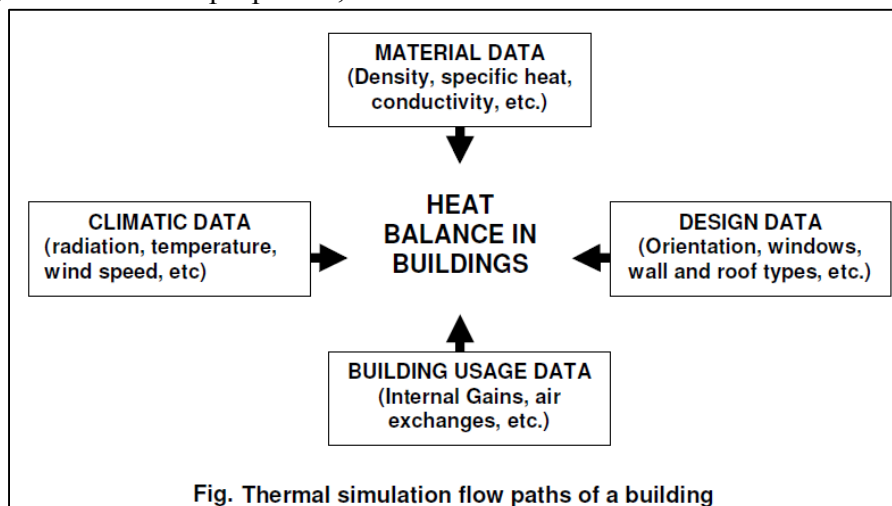 MATERIAL DATA
(Density, specific heat,
conductivity, etc.)
HEAT
BALANCE IN
BUILDINGS
CLIMATIC DATA
(radiation, temperature,
wind speed, etc)
DESIGN DATA
(Orientation, windows,
wall and roof types, etc.)
BUILDING USAGE DATA
(Internal Gains, air
exchanges, etc.)
Fig. Thermal simulation flow paths of a building